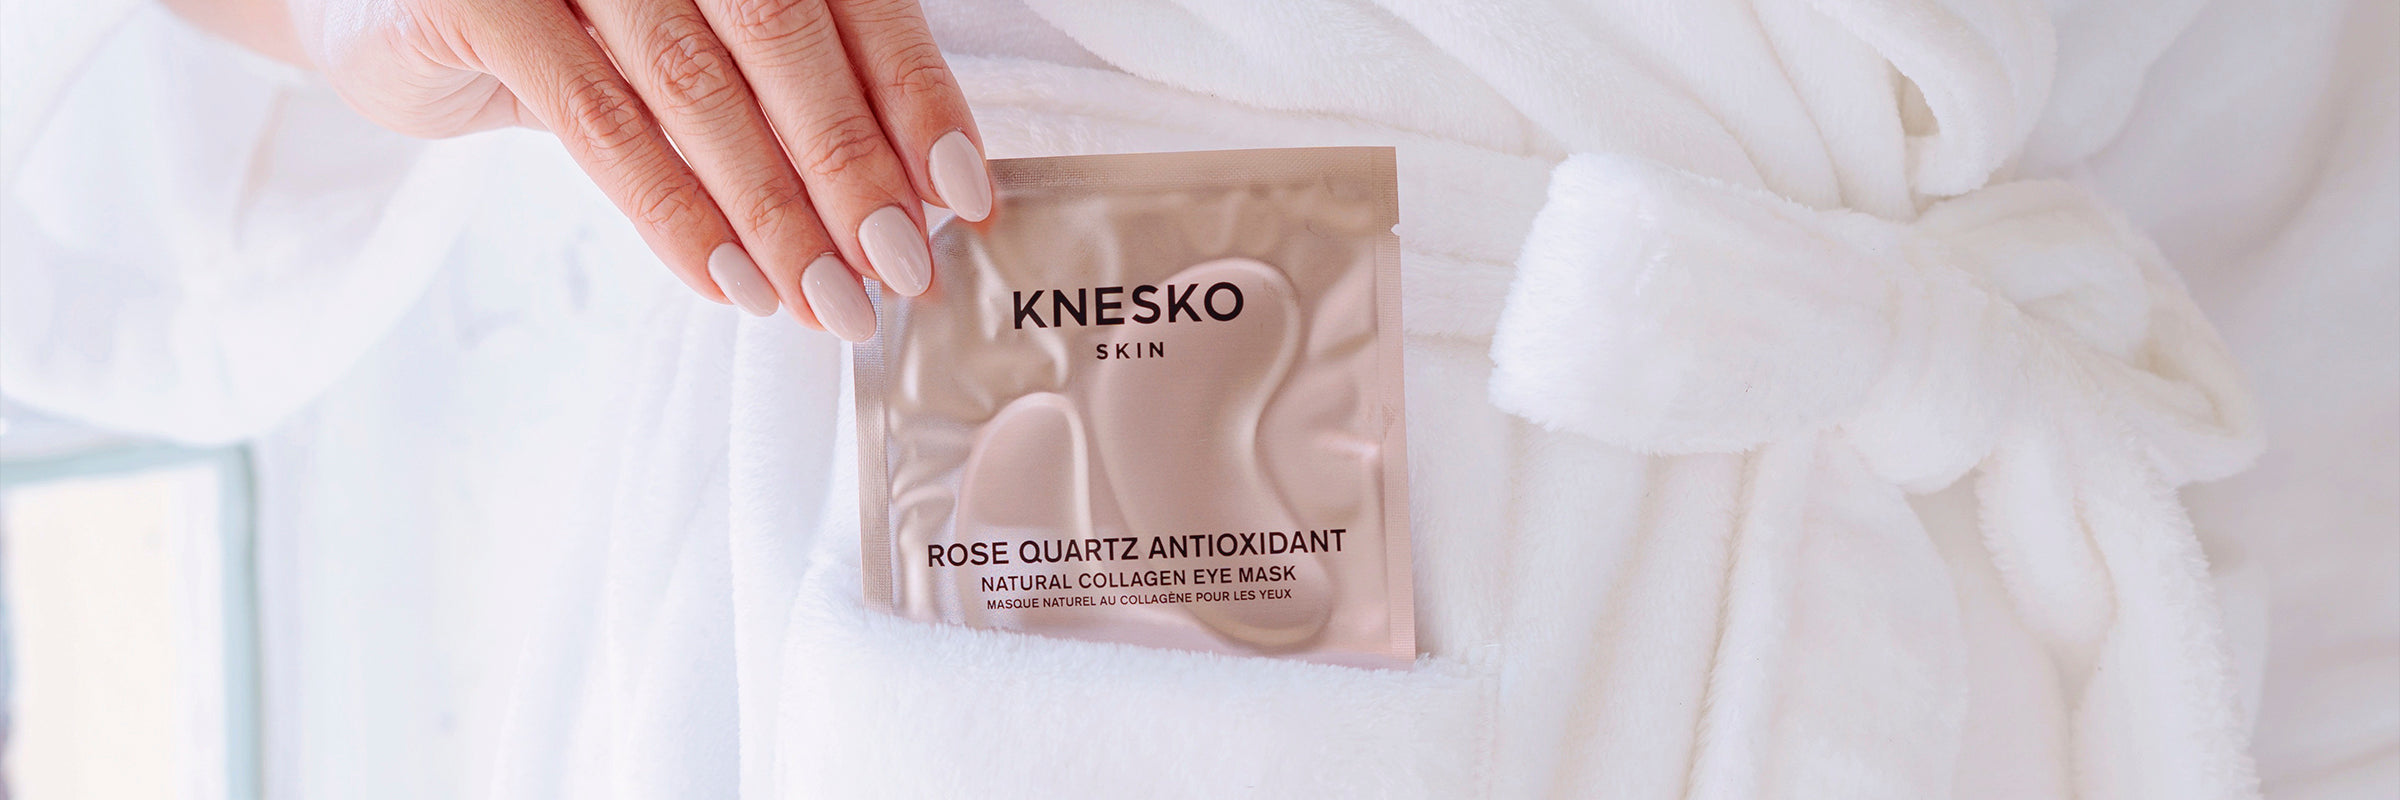 KNESKO
SKIN
ROSE QUARTZ ANTIOXIDANT
NATURAL COLLAGEN EYE MASK
MASQUE NATUREL AU COLLAGÈNE POUR LES YEUX